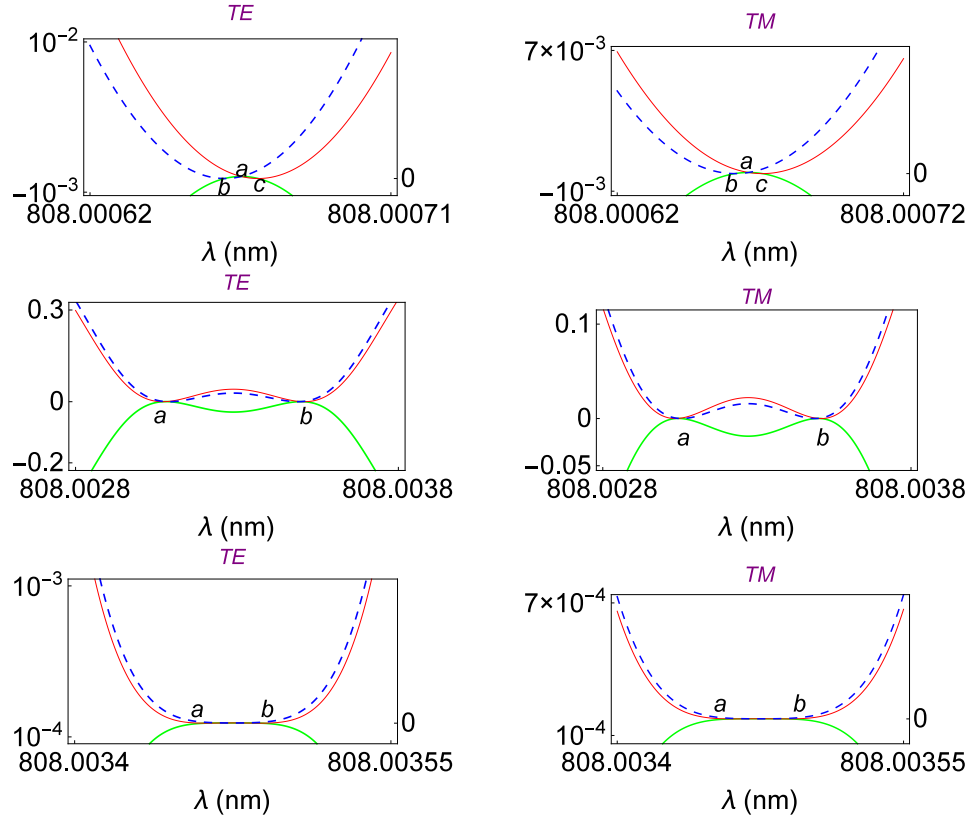 TE
10⁻²
a
b c
0
−10⁻³
808.00062 808.00071
λ (nm)
TM
7×10⁻³
a
b c
0
−10⁻³
808.00062 808.00072
λ (nm)
TE
0.3
0
a b
−0.2
808.0028 808.0038
λ (nm)
TM
0.1
0
a b
−0.05
808.0028 808.0038
λ (nm)
TE
10⁻³
a b
0
10⁻⁴
808.0034 808.00355
λ (nm)
TM
7×10⁻⁴
a b
0
−10⁻⁴
808.0034 808.00355
λ (nm)